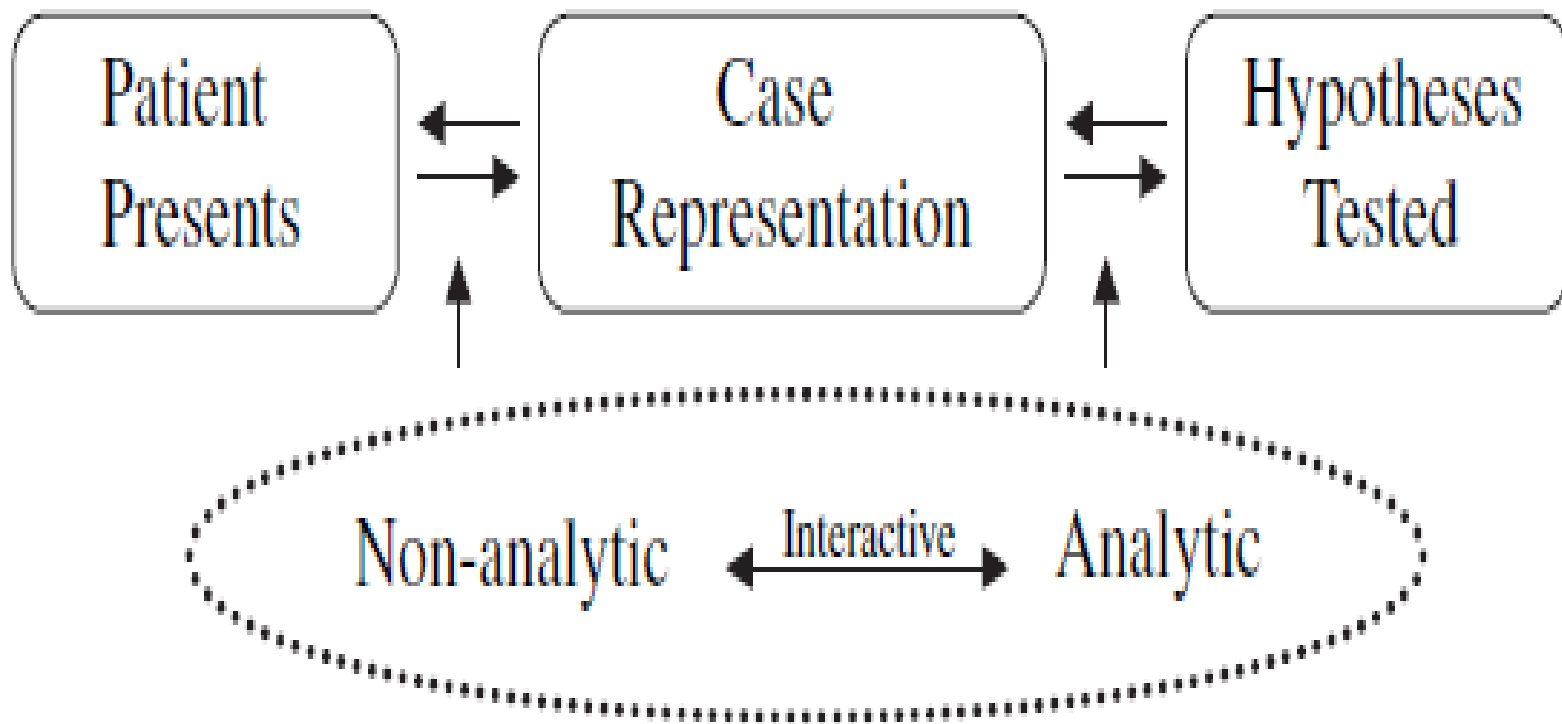 Patient
Presents
Case
Representation
Hypotheses
Tested
Non-analytic
Interactive
Analytic